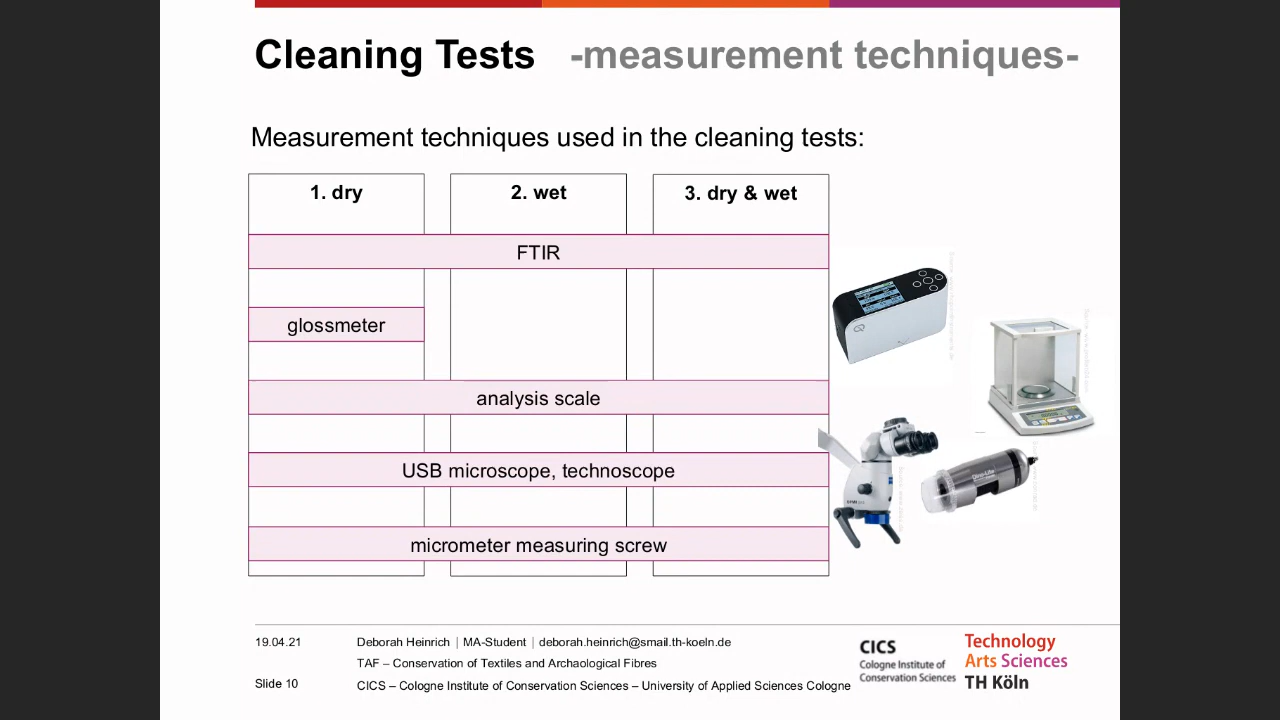 Cleaning Tests -measurement techniques-
Measurement techniques used in the cleaning tests:
1. dry
2. wet
3. dry & wet
FTIR
glossmeter
analysis scale
USB microscope, technoscope
micrometer measuring screw
19.04.21
Deborah Heinrich | MA-Student | deborah.heinrich@smail.th-koeln.de
TAF – Conservation of Textiles and Archaological Fibres
Slide 10
CICS – Cologne Institute of Conservation Sciences – University of Applied Sciences Cologne
CICS
Cologne Institute of
Conservation Sciences
Technology
Arts Sciences
TH Köln